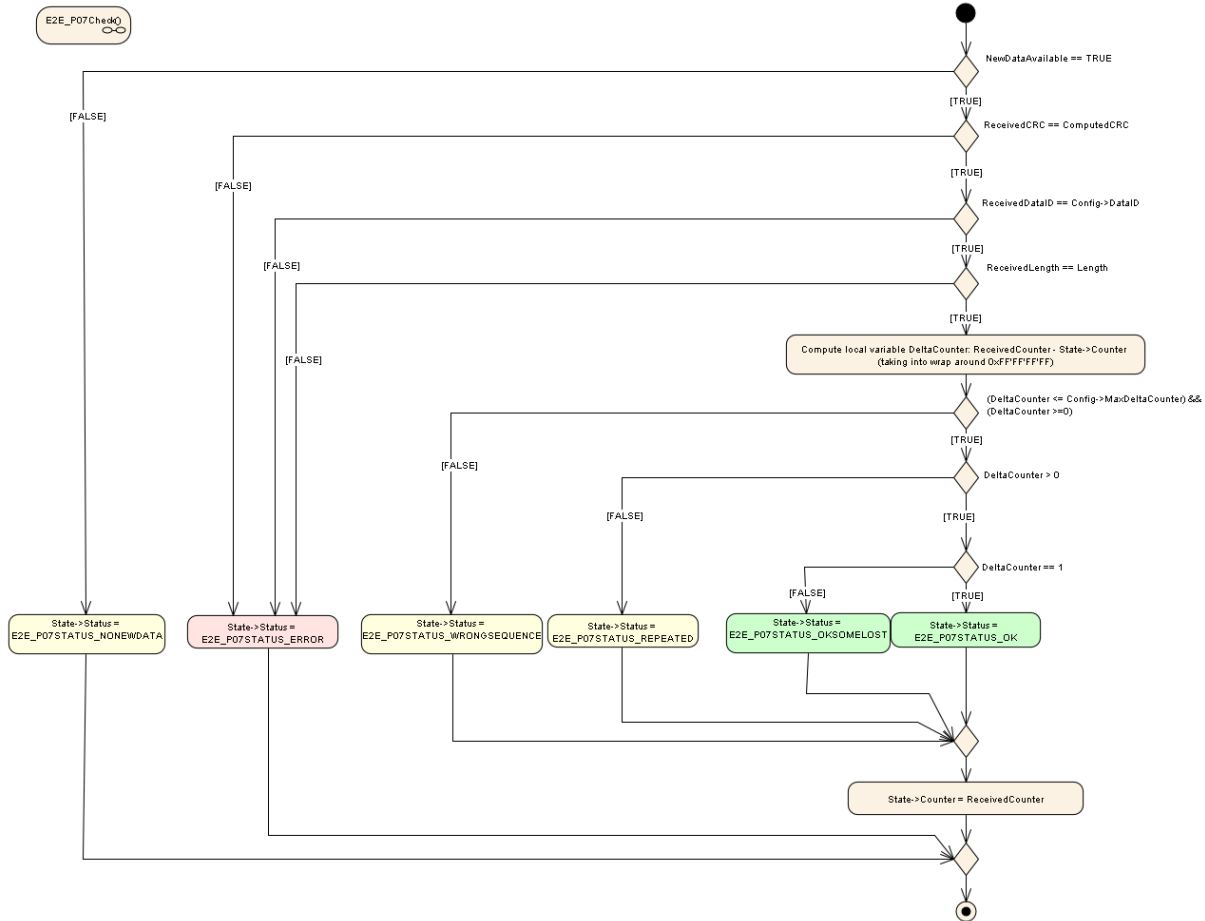 E2E_P07Check()
NewDataAvailable == TRUE
[TRUE]
[FALSE]
ReceivedCRC == ComputedCRC
[TRUE]
[FALSE]
ReceivedDataID == Config->DataID
[TRUE]
[FALSE]
ReceivedLength == Length
[TRUE]
[FALSE]
Compute local variable DeltaCounter: ReceivedCounter - State->Counter
(taking into wrap around 0xFF'FF'FF'FF)
(DeltaCounter <= Config->MaxDeltaCounter) &&
(DeltaCounter >=0)
[TRUE]
[FALSE]
DeltaCounter > 0
[TRUE]
[FALSE]
DeltaCounter == 1
[FALSE]
[TRUE]
State->Status =
E2E_P07STATUS_NONEWDATA
State->Status =
E2E_P07STATUS_ERROR
State->Status =
E2E_P07STATUS_WRONGSEQUENCE
State->Status =
E2E_P07STATUS_REPEATED
State->Status =
E2E_P07STATUS_OKSOMELOST
State->Status =
E2E_P07STATUS_OK
State->Counter = ReceivedCounter